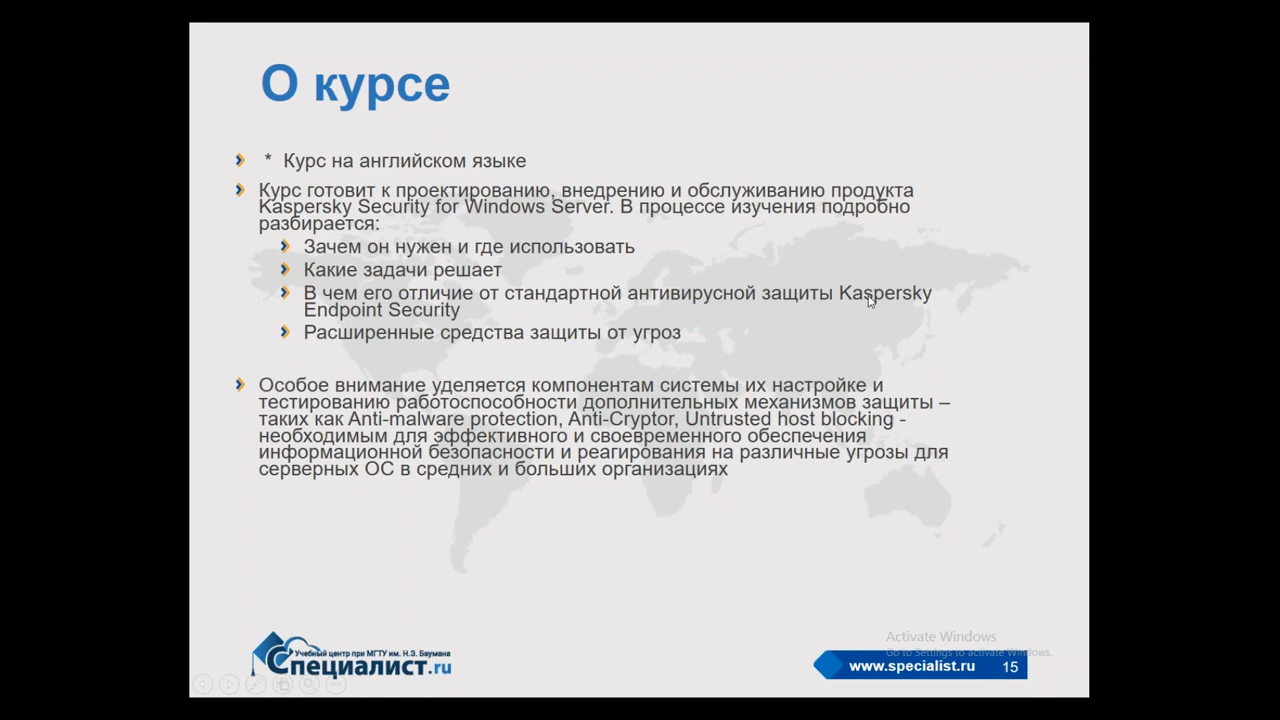 О курсе
* Курс на английском языке
Курс готовит к проектированию, внедрению и обслуживанию продукта
Kaspersky Security for Windows Server. В процессе изучения подробно
разбирается:
Зачем он нужен и где использовать
Какие задачи решает
В чем его отличие от стандартной антивирусной защиты Kaspersky
Endpoint Security
Расширенные средства защиты от угроз
Особое внимание уделяется компонентам системы их настройке и
тестированию работоспособности дополнительных механизмов защиты –
таких как Anti-malware protection, Anti-Cryptor, Untrusted host blocking -
необходимым для эффективного и своевременного обеспечения
информационной безопасности и реагирования на различные угрозы для
серверных ОС в средних и больших организациях
Учебный центр при МГТУ им. Н.Э. Баумана
Специалист.ru
Activate Windows
Go to Settings to activate Windows.
www.specialist.ru 15